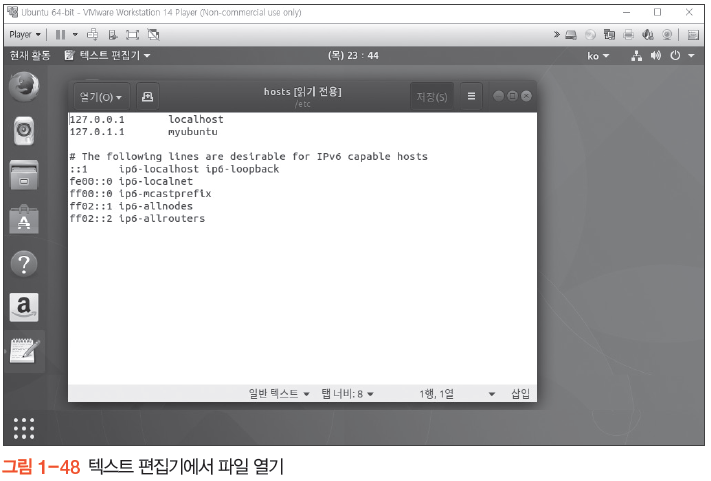 Ubuntu 64-bit - VMware Workstation 14 Player (Non-commercial use only)
Player
현재 활동 텍스트 편집기 (목) 23 : 44 ko
열기(O) hosts [읽기 전용] 저장(S)
/etc
127.0.0.1 localhost
127.0.1.1 myubuntu
# The following lines are desirable for IPv6 capable hosts
::1 ip6-localhost ip6-loopback
fe00::0 ip6-localnet
ff00::0 ip6-mcastprefix
ff02::1 ip6-allnodes
ff02::2 ip6-allrouters
일반 텍스트 탭 너비: 8 1행, 1열 삽입
그림 1-48 텍스트 편집기에서 파일 열기